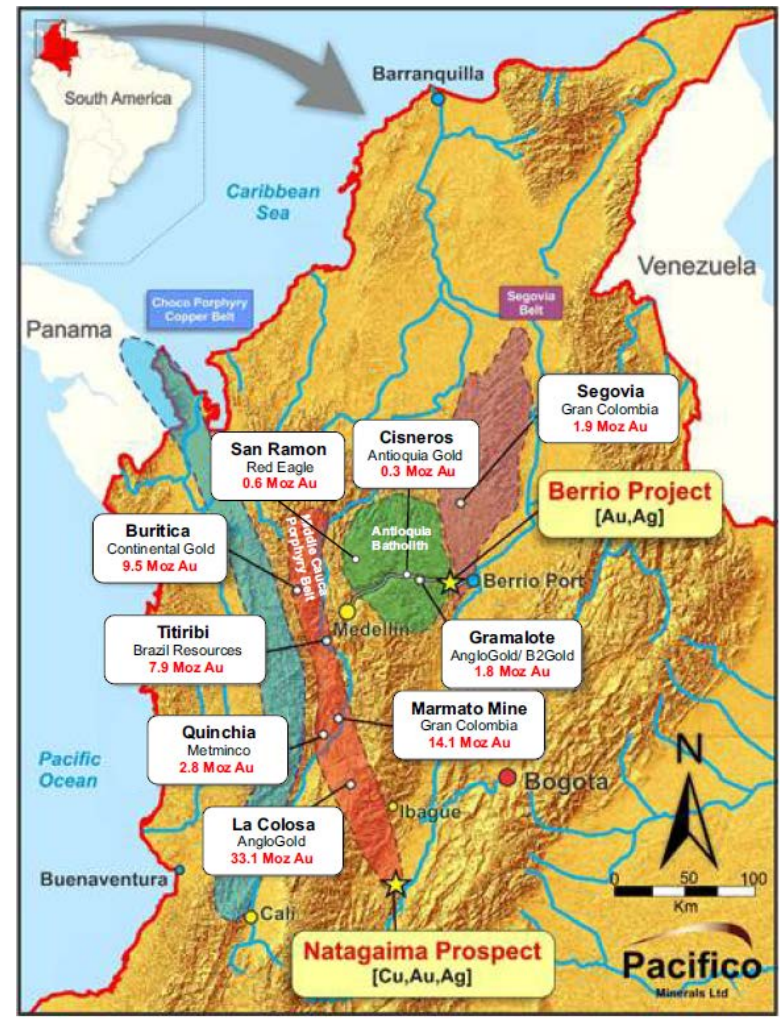 South America
Barranquilla
Caribbean
Sea
Venezuela
Panama
Choco Porphyry
Copper Belt
Segovia
Belt
Segovia
Gran Colombia
1.9 Moz Au
San Ramon
Red Eagle
0.6 Moz Au
Cisneros
Antioquia Gold
0.3 Moz Au
Berrio Project
[Au,Ag]
Buritica
Continental Gold
9.5 Moz Au
Middle Cauca
Porphyry Belt
Antioquia
Batholith
Berrio Port
Medellin
Titiribi
Brazil Resources
7.9 Moz Au
Gramalote
AngloGold/ B2Gold
1.8 Moz Au
Marmato Mine
Gran Colombia
14.1 Moz Au
Quinchia
Metminco
2.8 Moz Au
Pacific
Ocean
N
Bogota
La Colosa
AngloGold
33.1 Moz Au
Ibague
Buenaventura
0 50 100
Km
Cali
Natagaima Prospect
[Cu,Au,Ag]
Pacifico
Minerals Ltd